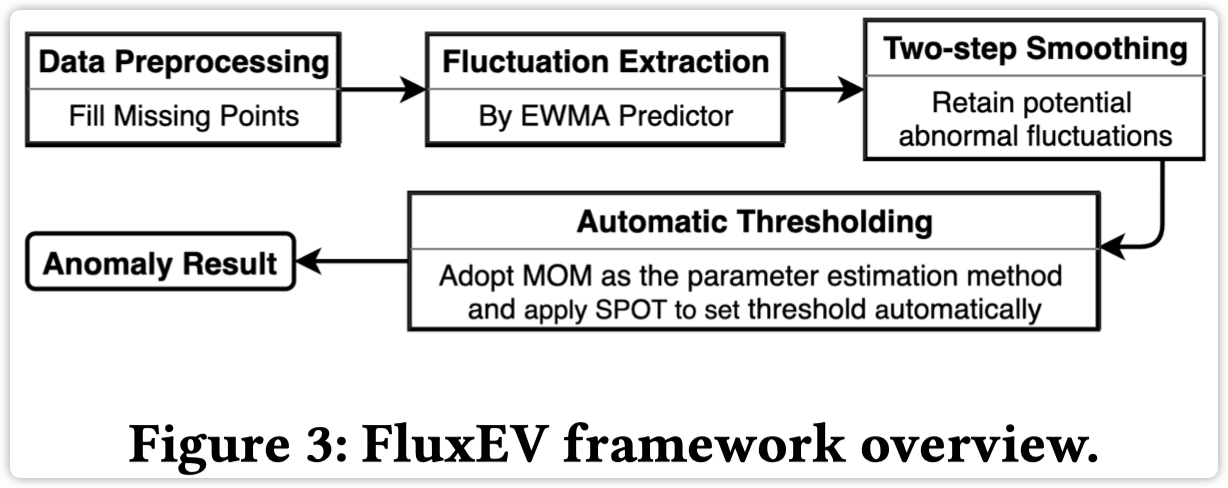 Data Preprocessing
Fill Missing Points
Fluctuation Extraction
By EWMA Predictor
Two-step Smoothing
Retain potential
abnormal fluctuations
Automatic Thresholding
Adopt MOM as the parameter estimation method
and apply SPOT to set threshold automatically
Anomaly Result
Figure 3: FluxEV framework overview.